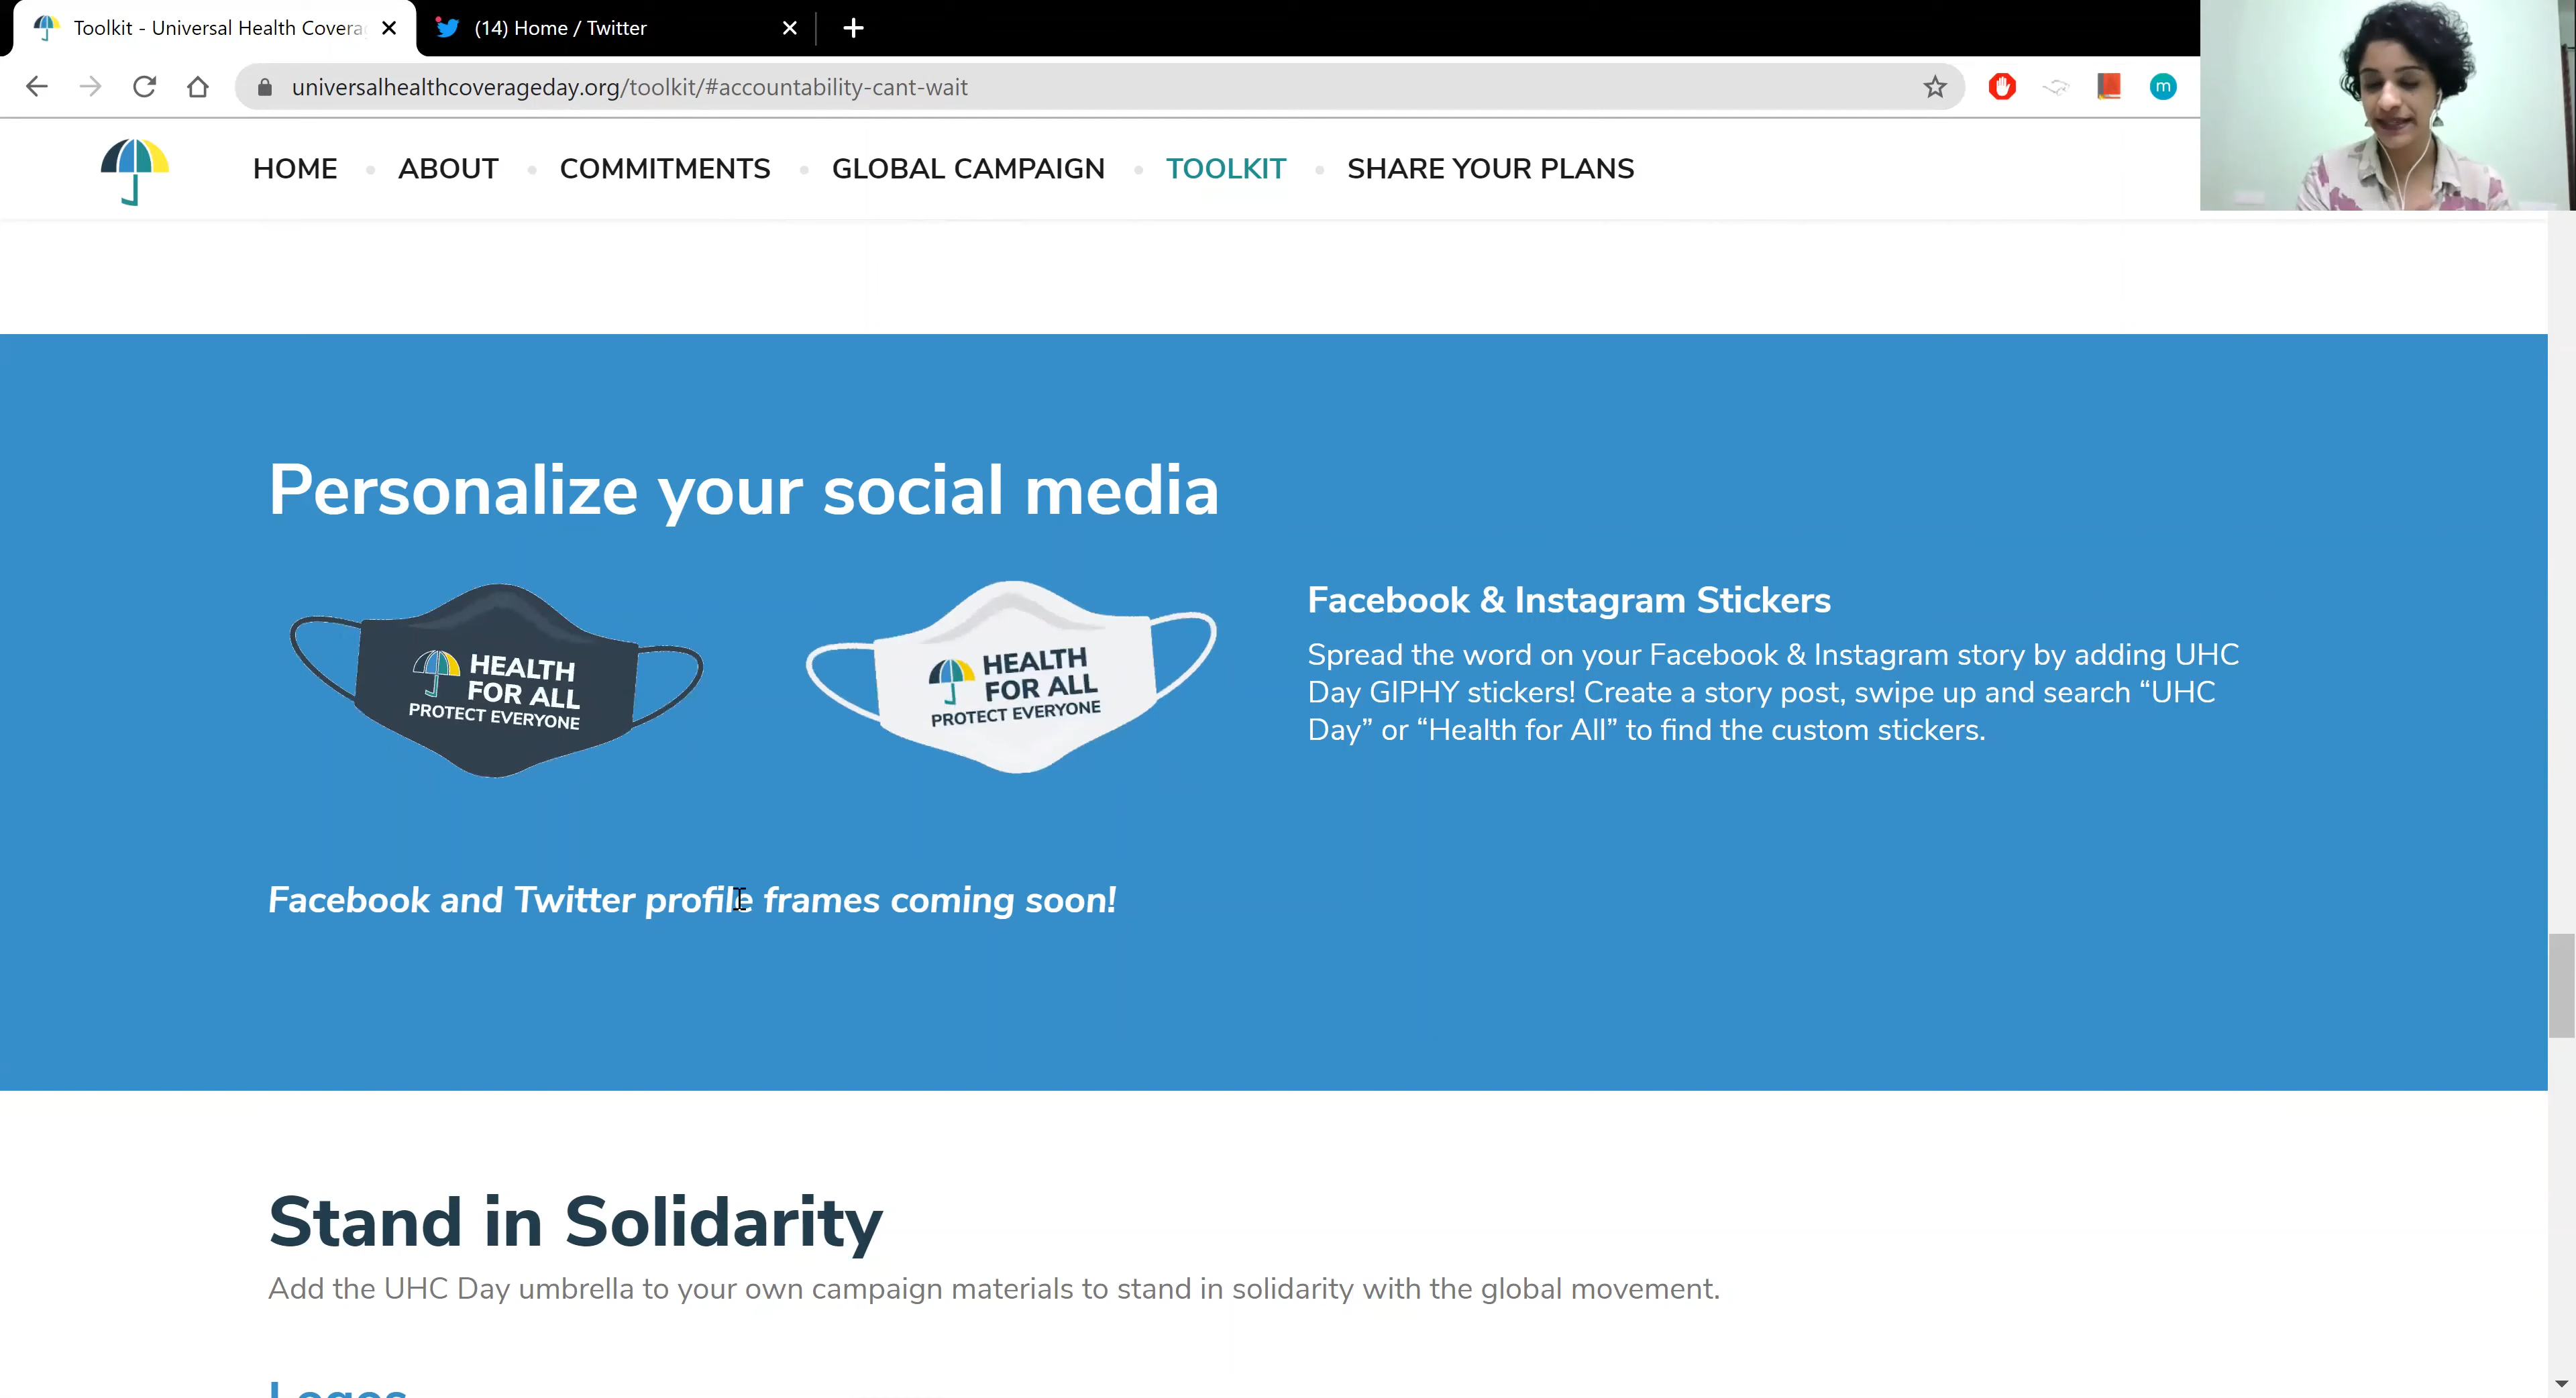 Toolkit - Universal Health Covera
(14) Home / Twitter
universalhealthcoverageday.org/toolkit/#accountability-cant-wait
m
HOME
ABOUT
COMMITMENTS
GLOBAL CAMPAIGN
TOOLKIT
SHARE YOUR PLANS
Personalize your social media
HEALTH
FOR ALL
PROTECT EVERYONE
HEALTH
FOR ALL
PROTECT EVERYONE
Facebook & Instagram Stickers
Spread the word on your Facebook & Instagram story by adding UHC
Day GIPHY stickers! Create a story post, swipe up and search “UHC
Day” or “Health for All” to find the custom stickers.
Facebook and Twitter profile frames coming soon!
Stand in Solidarity
Add the UHC Day umbrella to your own campaign materials to stand in solidarity with the global movement.
Logos